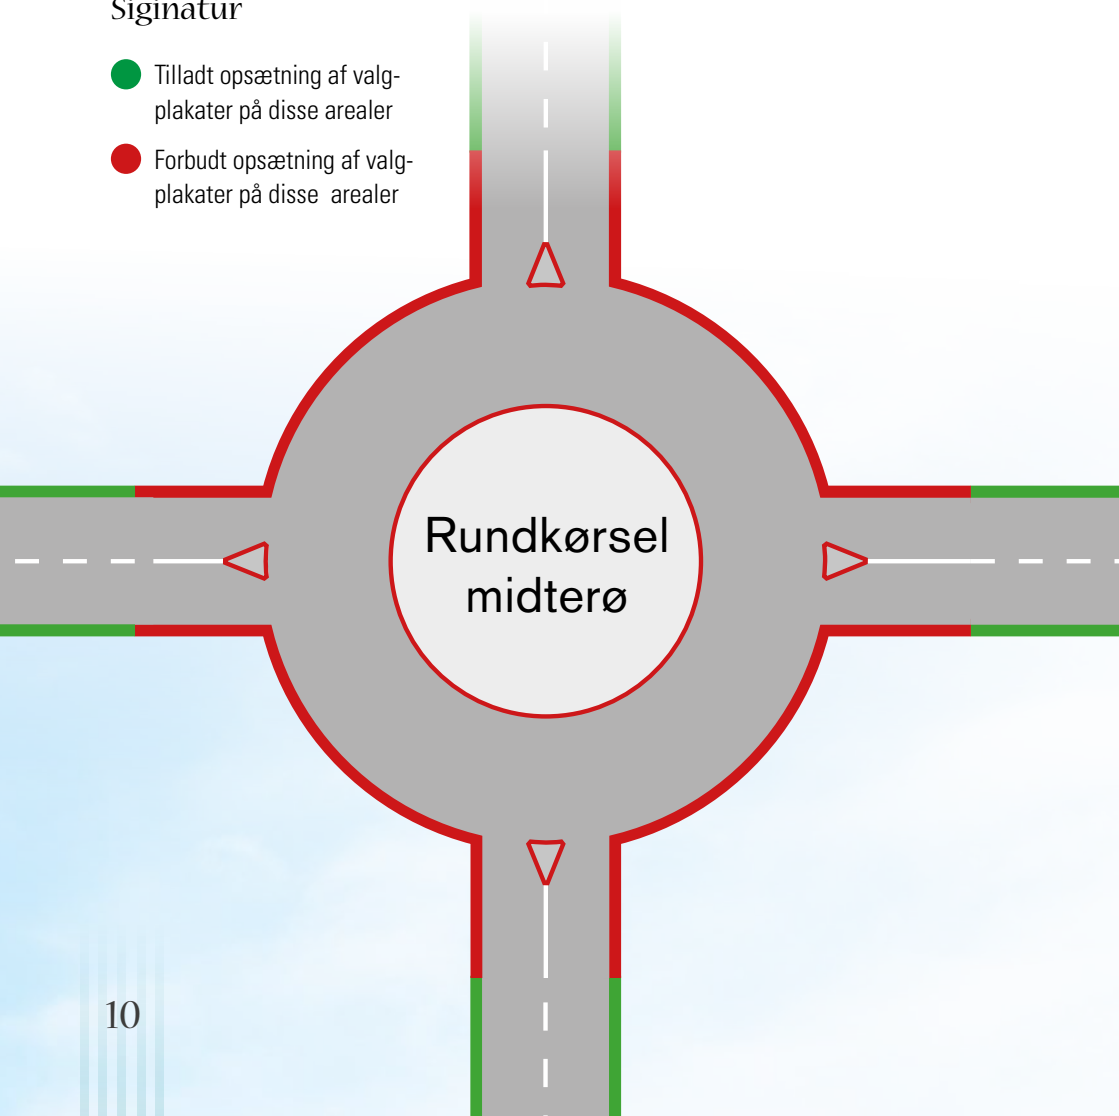 Siginatur
Tilladt opsætning af valg-
plakater på disse arealer
Forbudt opsætning af valg-
plakater på disse arealer
Rundkørsel
midterø
10